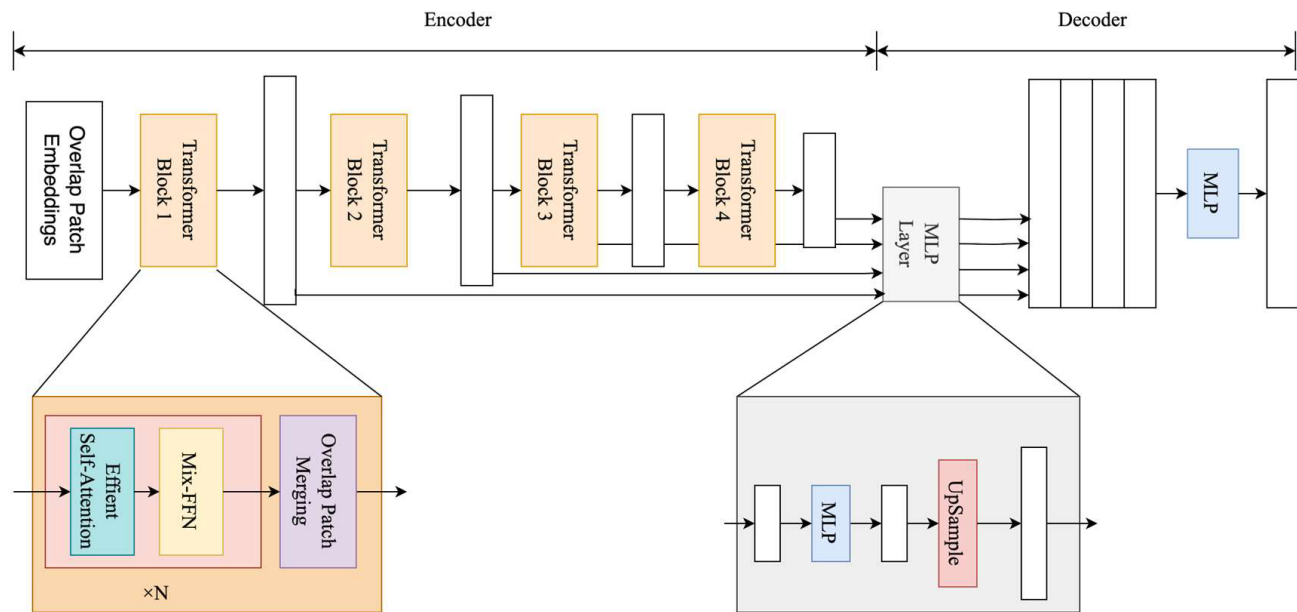 Encoder
Decoder
Overlap Patch
Embeddings
Transformer
Block 1
Transformer
Block 2
Transformer
Block 3
Transformer
Block 4
MLP
Layer
MLP
Effient
Self-Attention
Mix-FFN
Overlap Patch
Merging
×N
MLP
UpSample